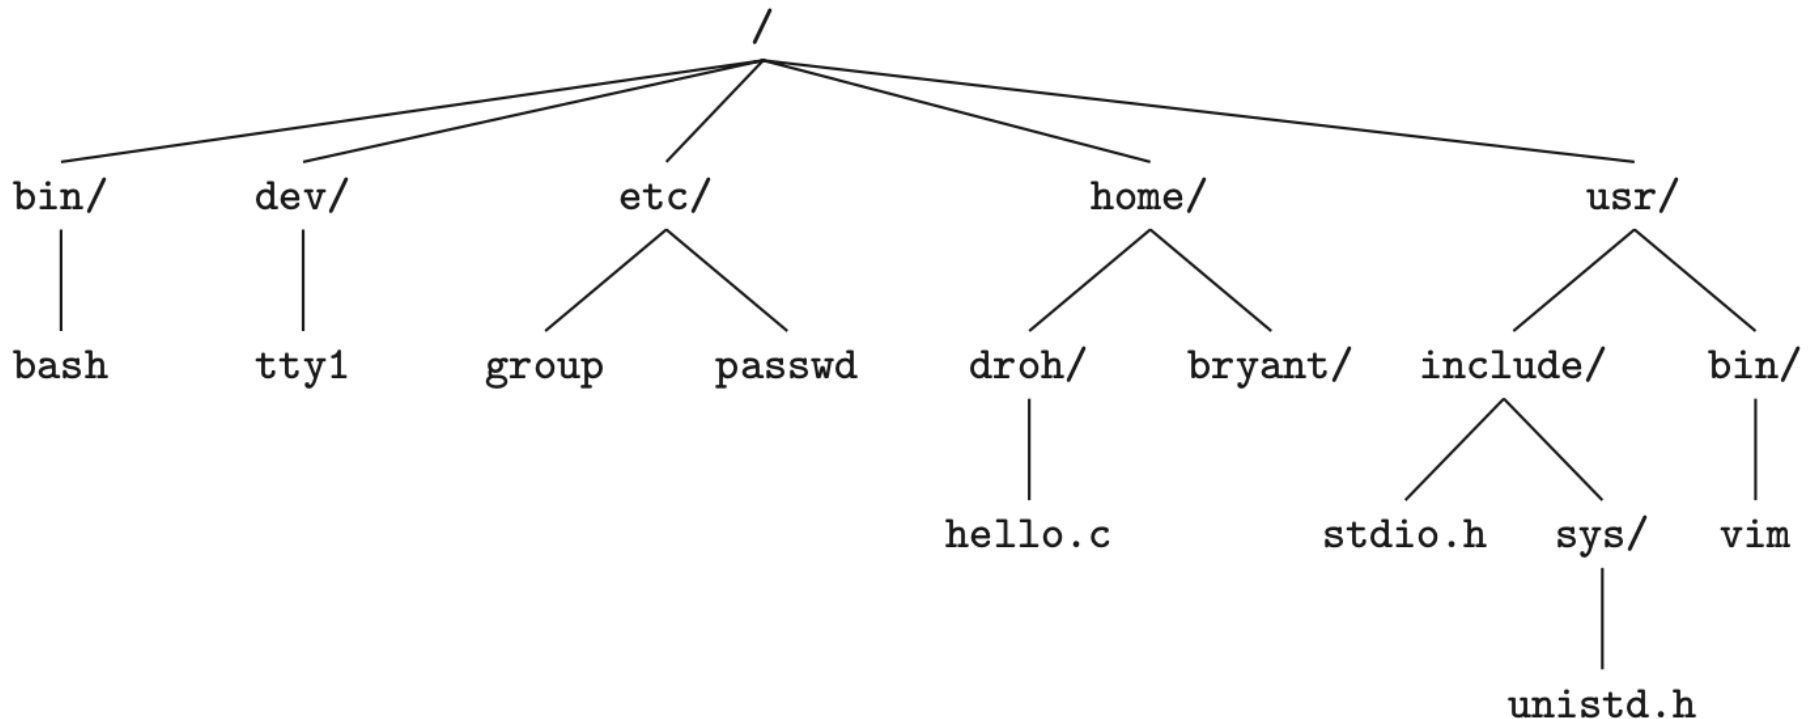 /
bin/ dev/ etc/ home/ usr/
bash tty1 group passwd droh/ bryant/ include/ bin/
hello.c stdio.h sys/ vim
unistd.h